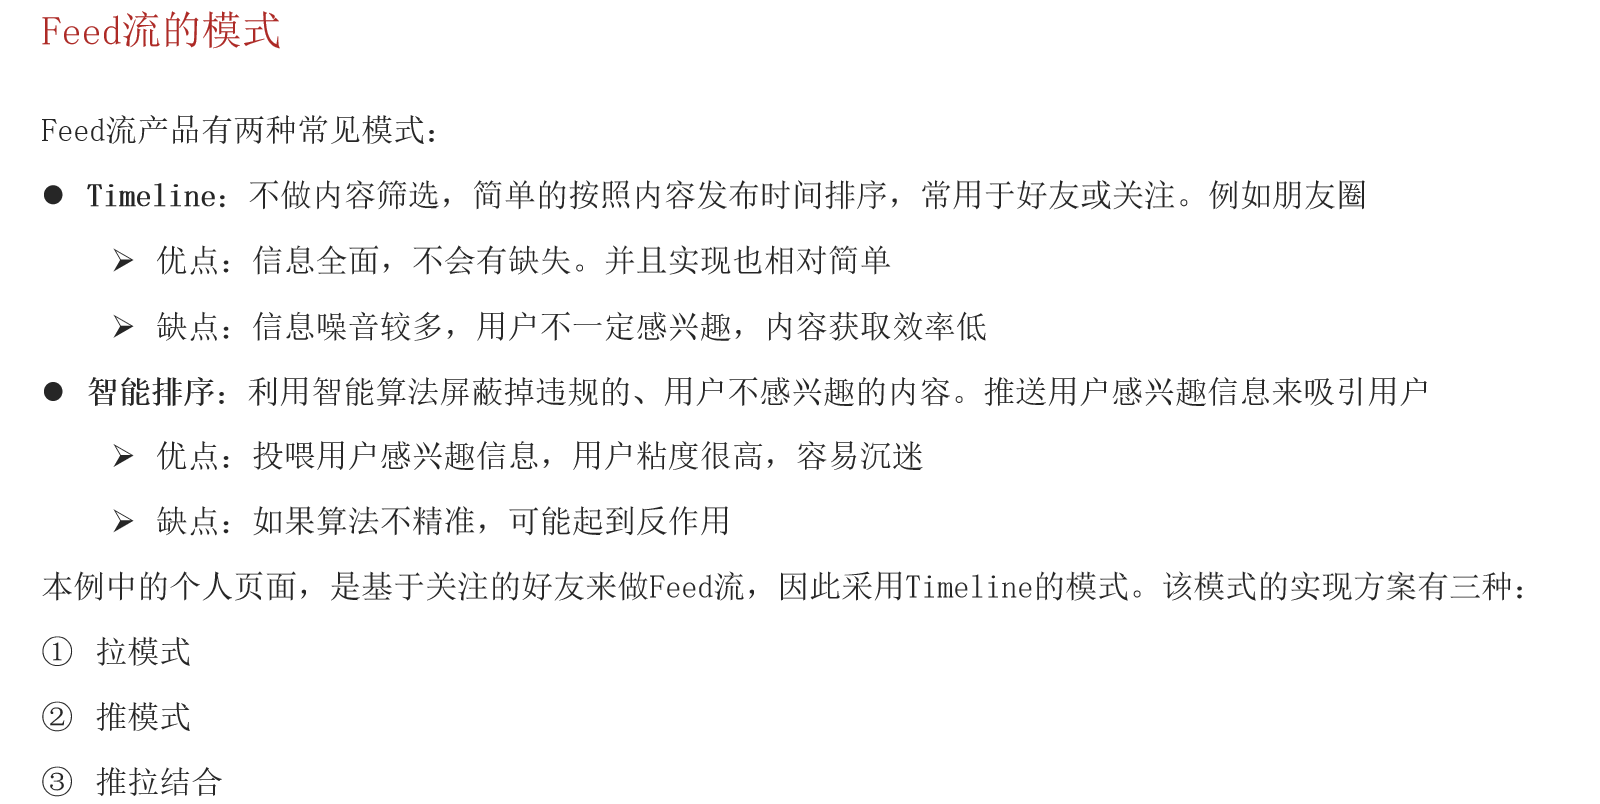 Feed流的模式
Feed流产品有两种常见模式：
● Timeline：不做内容筛选，简单的按照内容发布时间排序，常用于好友或关注。例如朋友圈
➢ 优点：信息全面，不会有缺失。并且实现也相对简单
➢ 缺点：信息噪音较多，用户不一定感兴趣，内容获取效率低
● 智能排序：利用智能算法屏蔽掉违规的、用户不感兴趣的内容。推送用户感兴趣信息来吸引用户
➢ 优点：投喂用户感兴趣信息，用户粘度很高，容易沉迷
➢ 缺点：如果算法不精准，可能起到反作用
本例中的个人页面，是基于关注的好友来做Feed流，因此采用Timeline的模式。该模式的实现方案有三种：
① 拉模式
② 推模式
③ 推拉结合